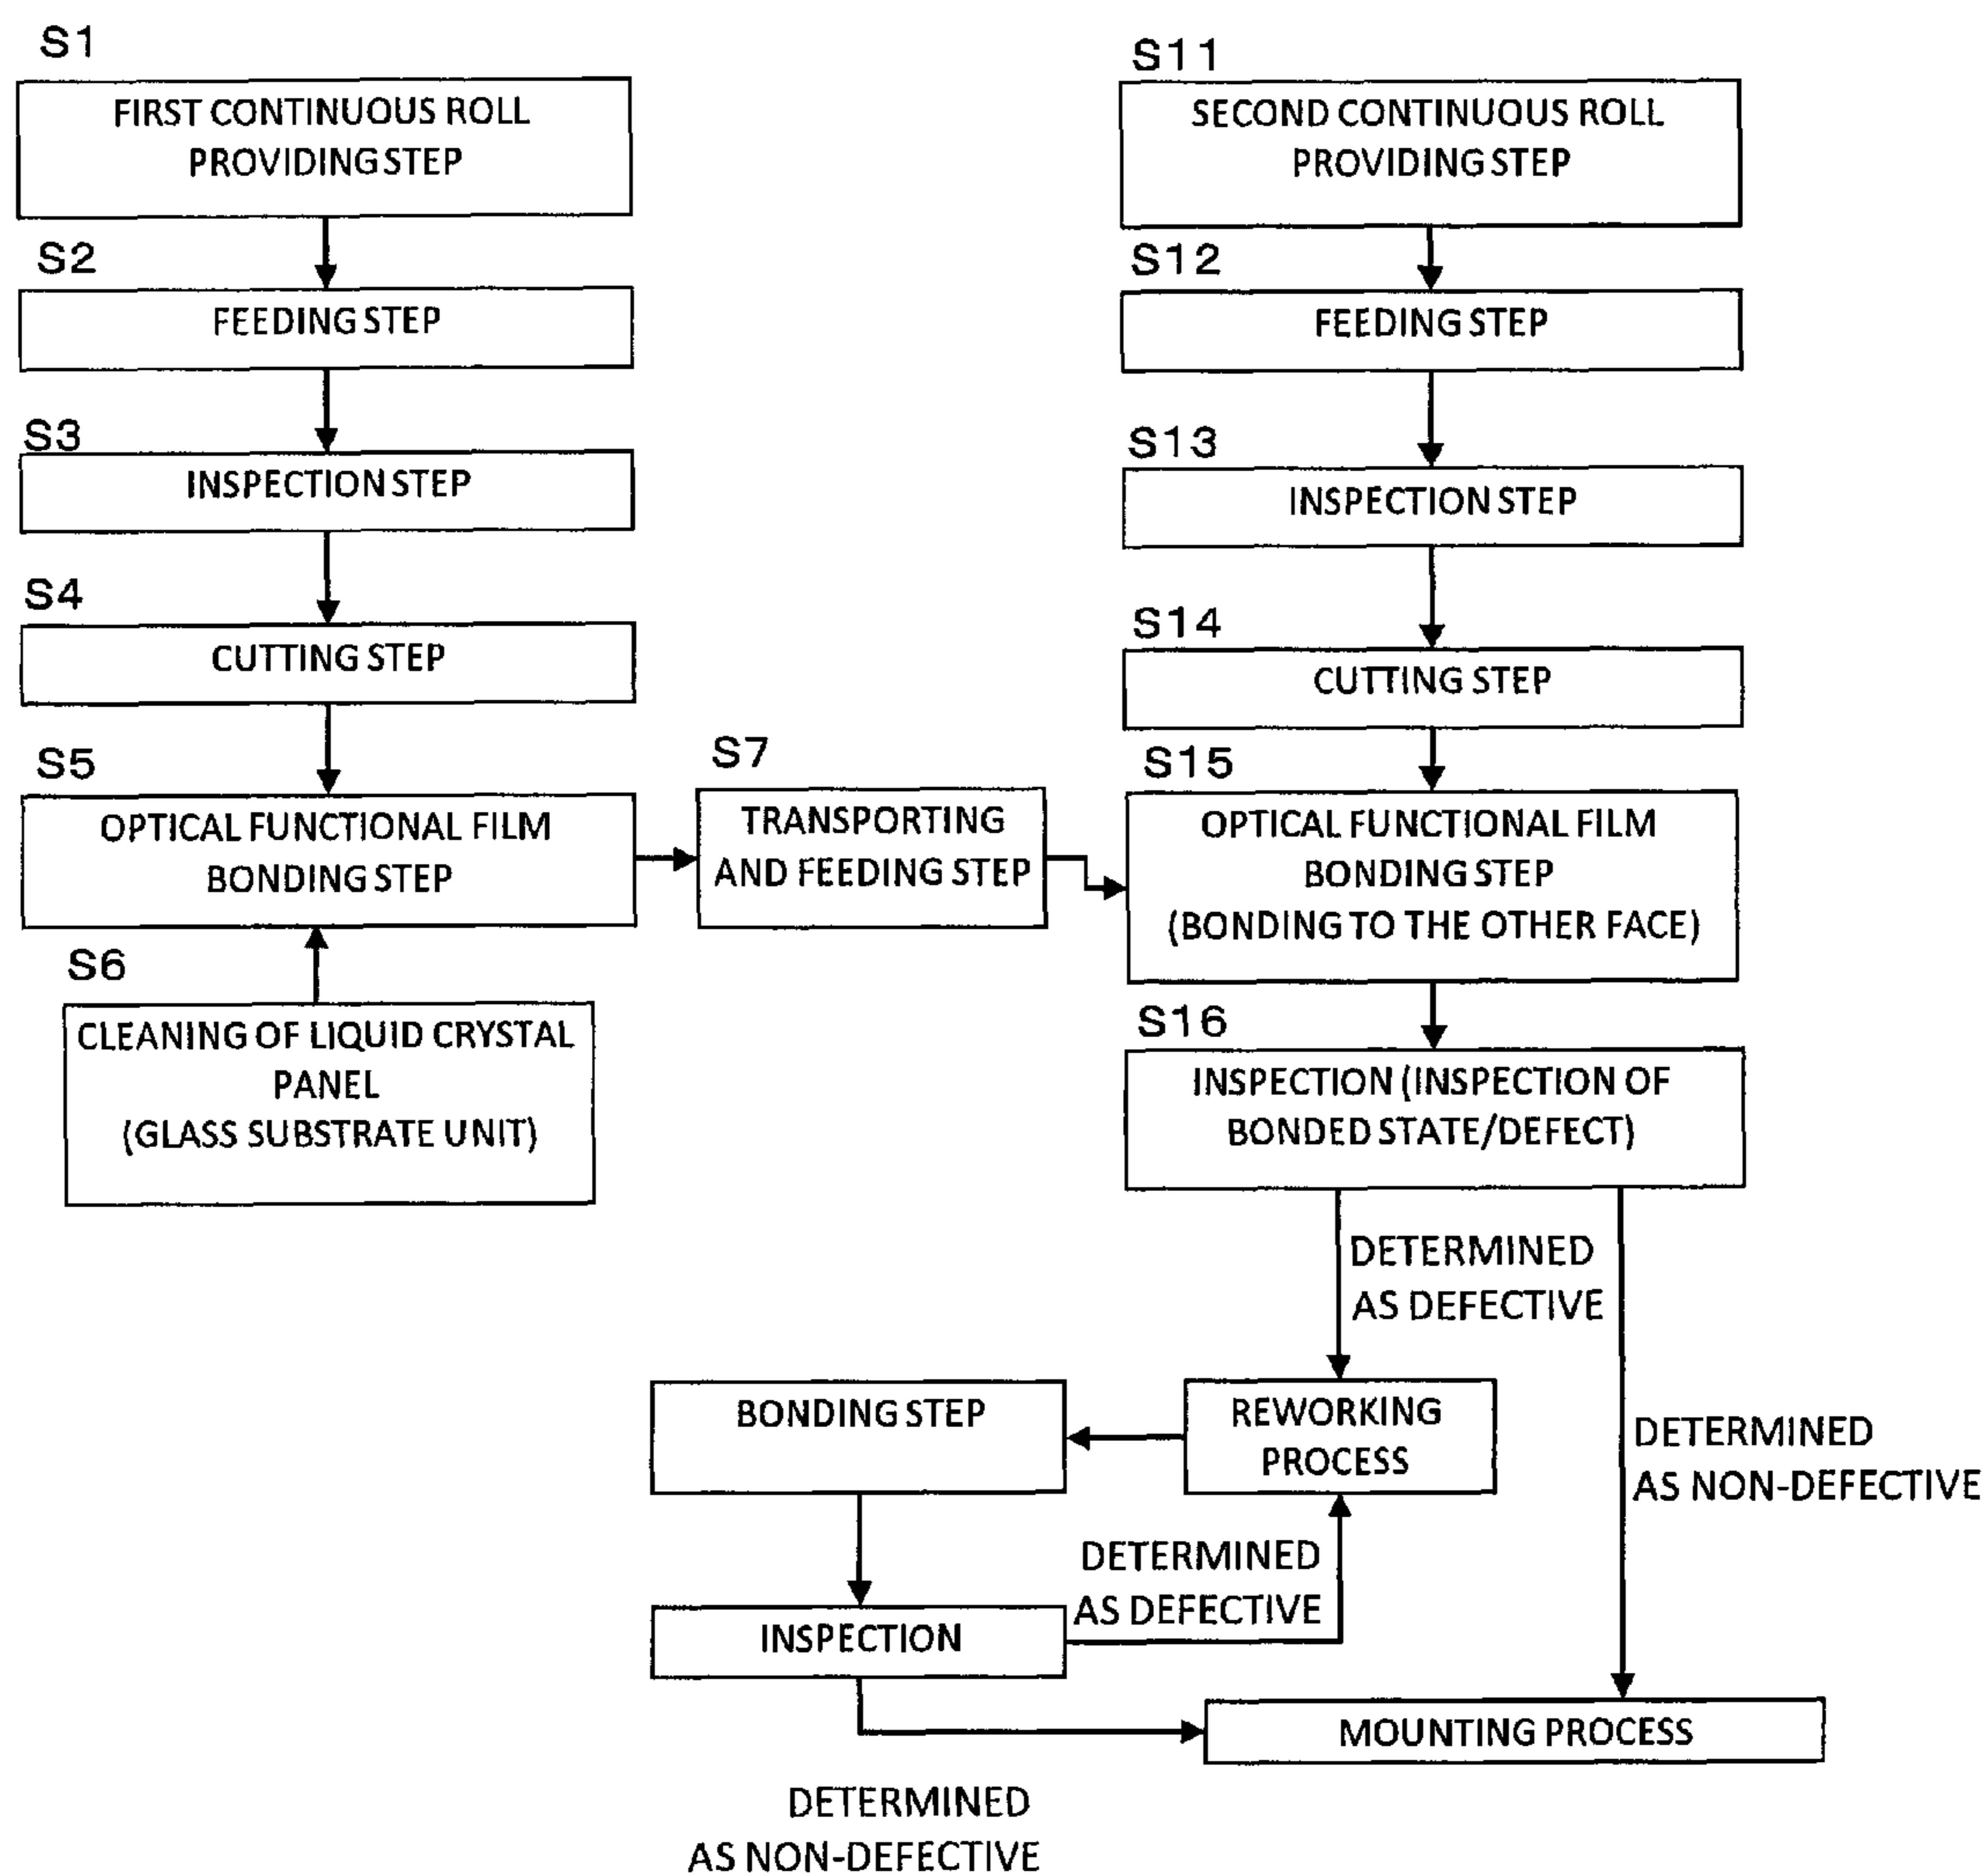 S1
FIRST CONTINUOUS ROLL
PROVIDING STEP
S2
FEEDING STEP
S3
INSPECTION STEP
S4
CUTTING STEP
S5
OPTICAL FUNCTIONAL FILM
BONDING STEP
S6
CLEANING OF LIQUID CRYSTAL
PANEL
(GLASS SUBSTRATE UNIT)
S7
TRANSPORTING
AND FEEDING STEP
S11
SECOND CONTINUOUS ROLL
PROVIDING STEP
S12
FEEDING STEP
S13
INSPECTION STEP
S14
CUTTING STEP
S15
OPTICAL FUNCTIONAL FILM
BONDING STEP
(BONDING TO THE OTHER FACE)
S16
INSPECTION (INSPECTION OF
BONDED STATE/DEFECT)
DETERMINED
AS DEFECTIVE
DETERMINED
AS NON-DEFECTIVE
REWORKING
PROCESS
BONDING STEP
DETERMINED
AS DEFECTIVE
INSPECTION
MOUNTING PROCESS
DETERMINED
AS NON-DEFECTIVE